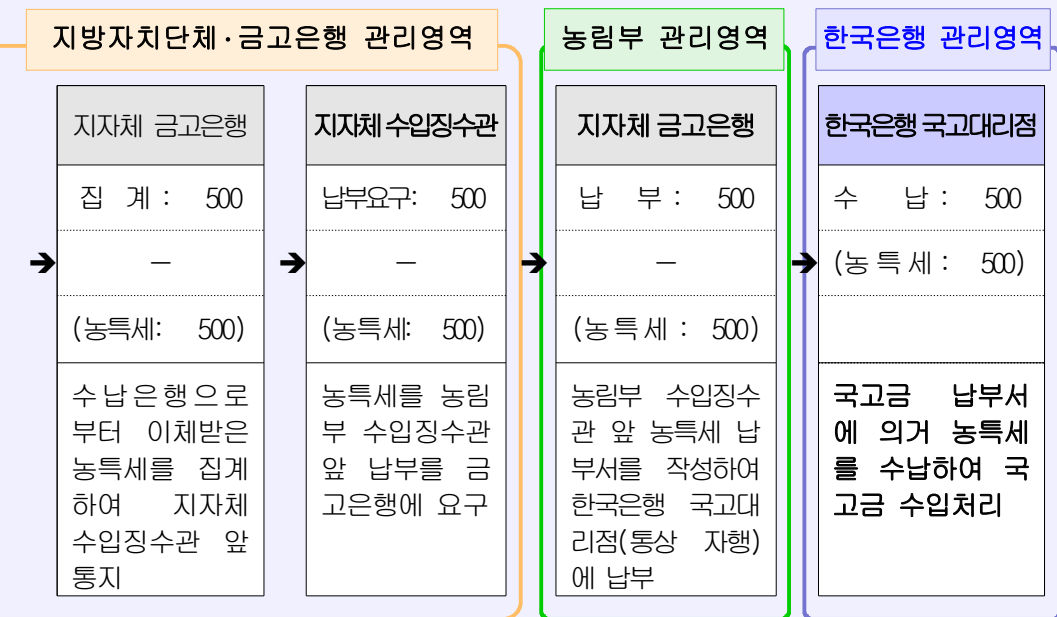 지방자치단체·금고은행 관리영역
농림부 관리영역
한국은행 관리영역
지자체 금고은행
집 계 : 500
－
(농특세: 500)
수납은행으로
부터 이체받은
농특세를 집계
하여 지자체
수입징수관 앞
통지
지자체 수입징수관
납부요구: 500
－
(농특세: 500)
농특세를 농림
부 수입징수관
앞 납부를 금
고은행에 요구
지자체 금고은행
납 부 : 500
－
(농특세 : 500)
농림부 수입징수
관 앞 농특세 납
부서를 작성하여
한국은행 국고대
리점(통상 자행)
에 납부
한국은행 국고대리점
수 납 : 500
(농특세 : 500)
국고금 납부서
에 의거 농특세
를 수납하여 국
고금 수입처리